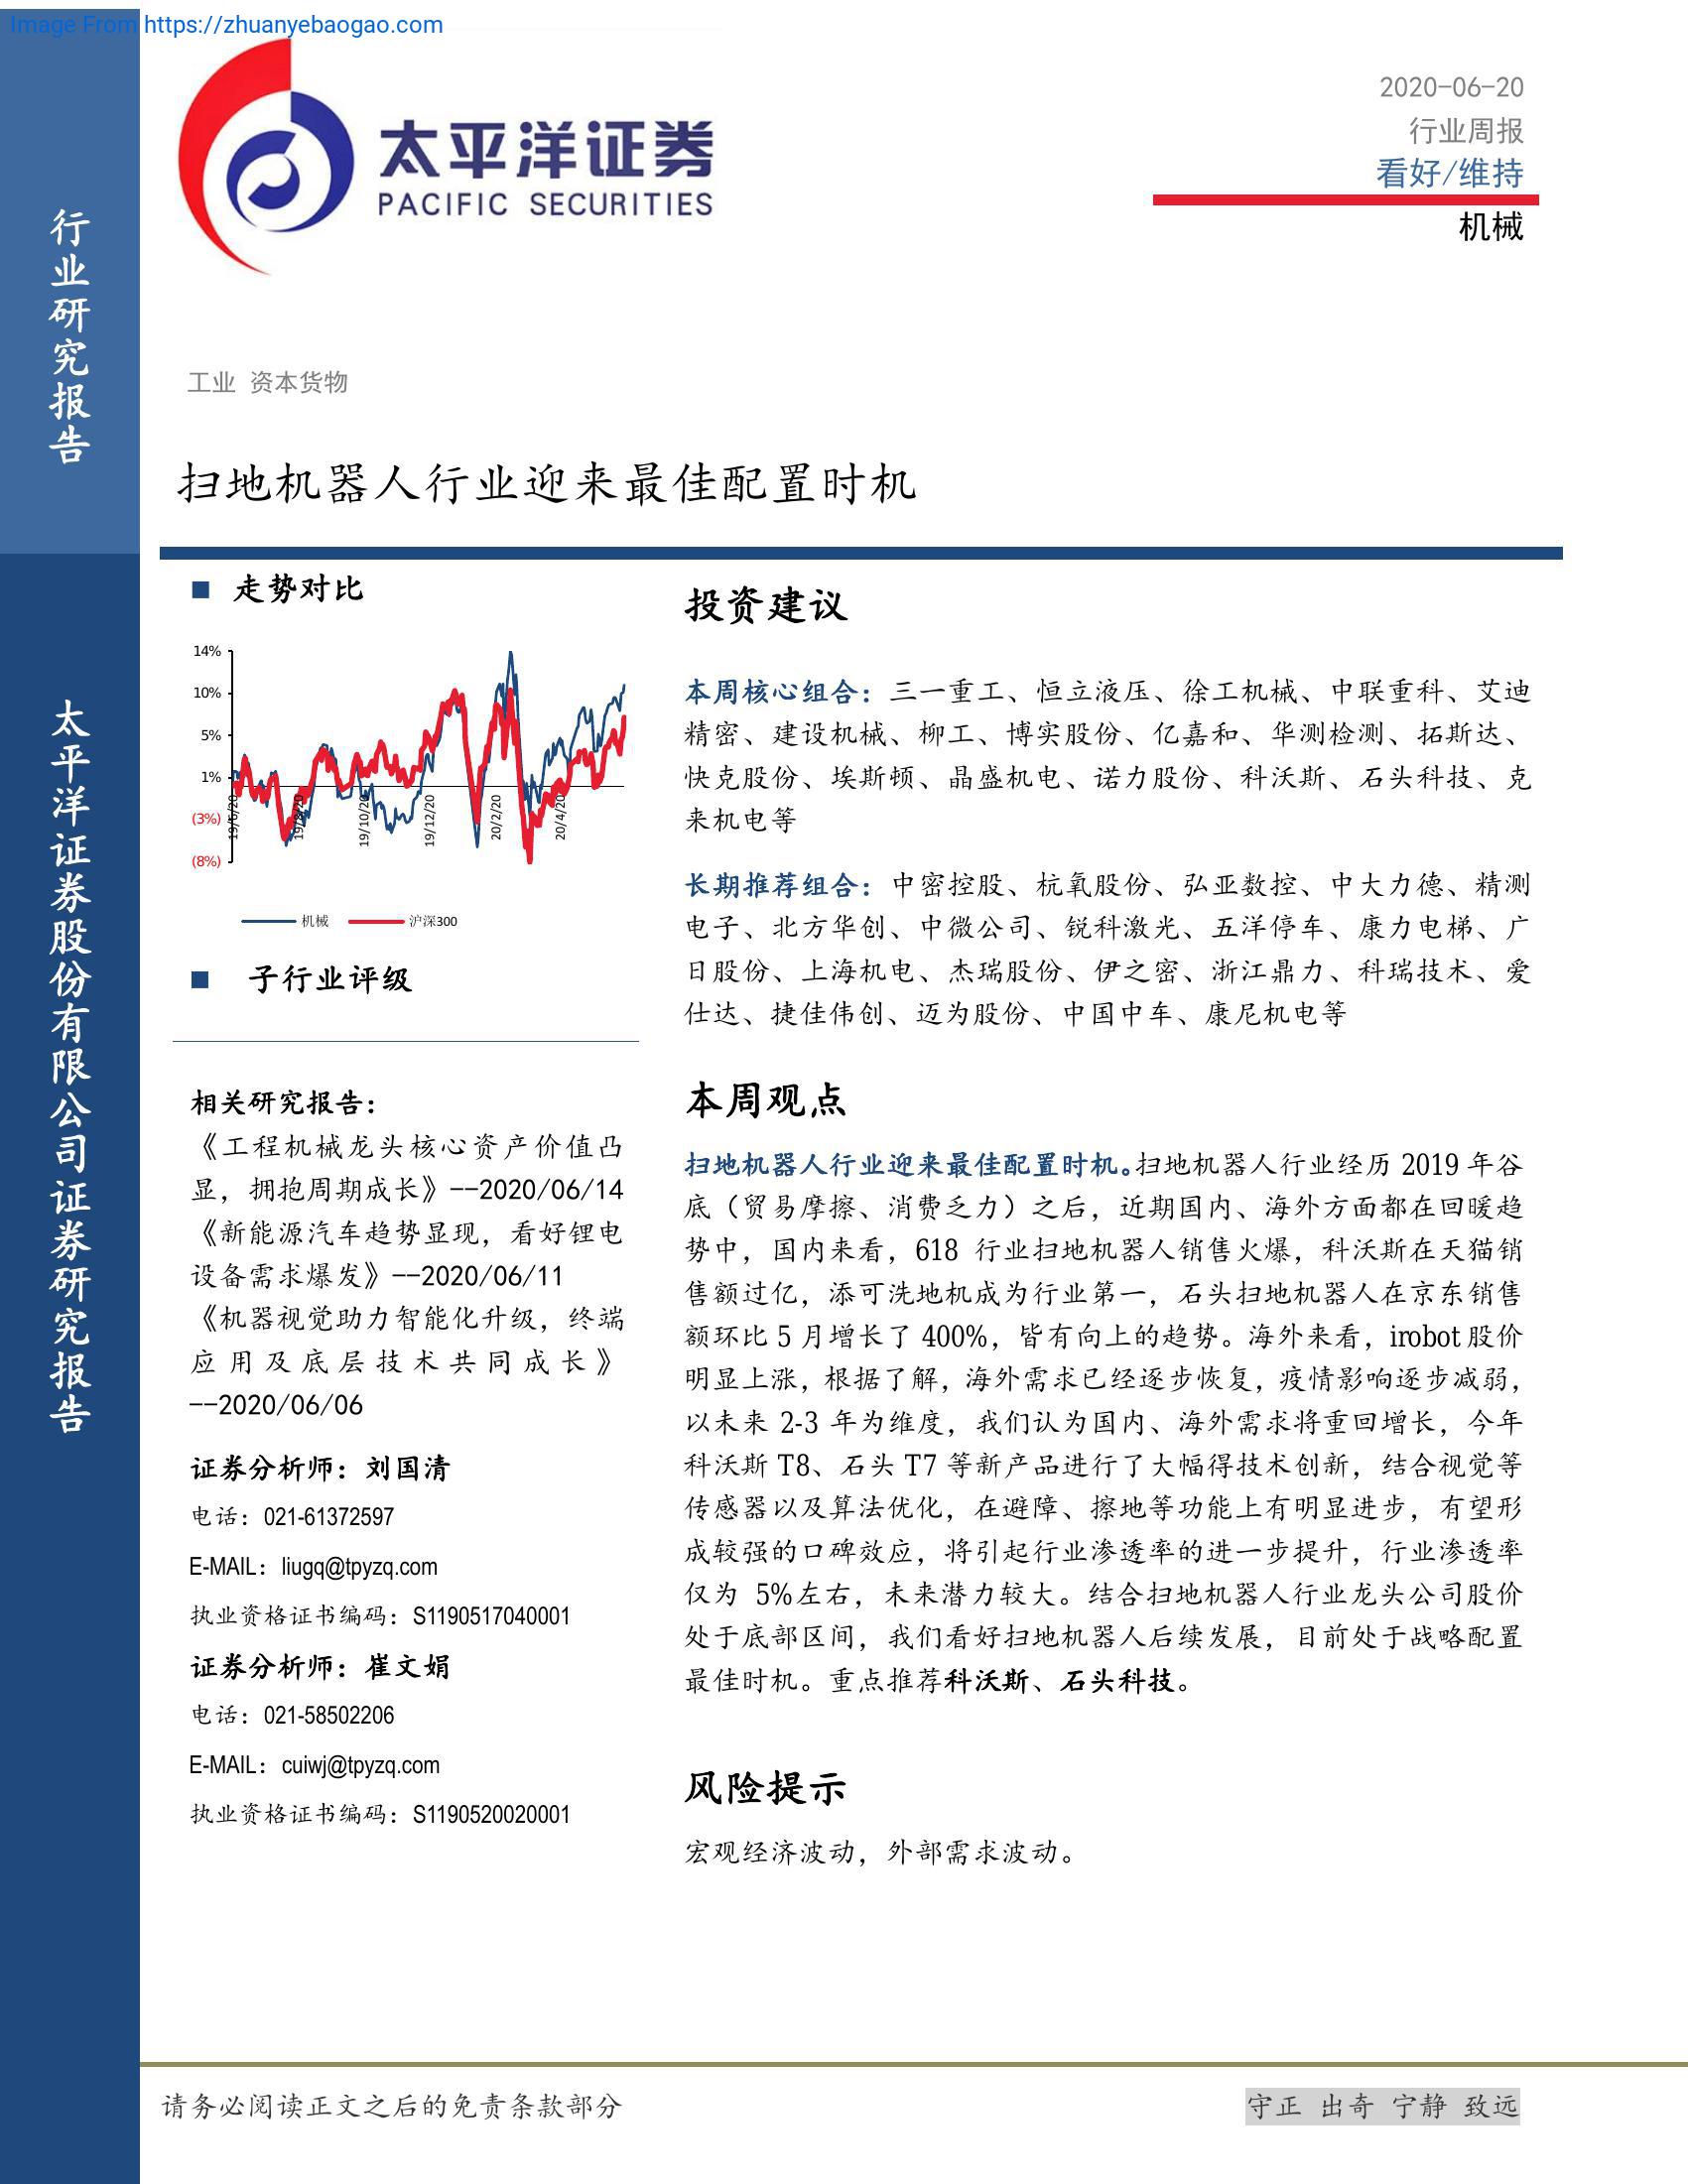 Image From https://zhuanyebaogao.com
行业研究报告
太平洋证券股份有限公司证券研究报告
太平洋证券
PACIFIC SECURITIES
2020-06-20
行业周报
看好/维持
机械
工业 资本货物
扫地机器人行业迎来最佳配置时机
走势对比
14%
10%
5%
1%
(3%)
(8%)
19/6/20
19/8/20
19/10/20
19/12/20
20/2/20
20/4/20
机械
沪深300
子行业评级
相关研究报告：
《工程机械龙头核心资产价值凸
显，拥抱周期成长》--2020/06/14
《新能源汽车趋势显现，看好锂电
设备需求爆发》--2020/06/11
《机器视觉助力智能化升级，终端
应用及底层技术共同成长》
--2020/06/06
证券分析师：刘国清
电话：021-61372597
E-MAIL：liugq@tpyzq.com
执业资格证书编码：S1190517040001
证券分析师：崔文娟
电话：021-58502206
E-MAIL：cuiwj@tpyzq.com
执业资格证书编码：S1190520020001
投资建议
本周核心组合：三一重工、恒立液压、徐工机械、中联重科、艾迪
精密、建设机械、柳工、博实股份、亿嘉和、华测检测、拓斯达、
快克股份、埃斯顿、晶盛机电、诺力股份、科沃斯、石头科技、克
来机电等
长期推荐组合：中密控股、杭氧股份、弘亚数控、中大力德、精测
电子、北方华创、中微公司、锐科激光、五洋停车、康力电梯、广
日股份、上海机电、杰瑞股份、伊之密、浙江鼎力、科瑞技术、爱
仕达、捷佳伟创、迈为股份、中国中车、康尼机电等
本周观点
扫地机器人行业迎来最佳配置时机。扫地机器人行业经历 2019 年谷
底（贸易摩擦、消费乏力）之后，近期国内、海外方面都在回暖趋
势中，国内来看，618 行业扫地机器人销售火爆，科沃斯在天猫销
售额过亿，添可洗地机成为行业第一，石头扫地机器人在京东销售
额环比 5 月增长了 400%，皆有向上的趋势。海外来看，irobot 股价
明显上涨，根据了解，海外需求已经逐步恢复，疫情影响逐步减弱，
以未来 2-3 年为维度，我们认为国内、海外需求将重回增长，今年
科沃斯 T8、石头 T7 等新产品进行了大幅得技术创新，结合视觉等
传感器以及算法优化，在避障、擦地等功能上有明显进步，有望形
成较强的口碑效应，将引起行业渗透率的进一步提升，行业渗透率
仅为 5%左右，未来潜力较大。结合扫地机器人行业龙头公司股价
处于底部区间，我们看好扫地机器人后续发展，目前处于战略配置
最佳时机。重点推荐科沃斯、石头科技。
风险提示
宏观经济波动，外部需求波动。
请务必阅读正文之后的免责条款部分
守正 出奇 宁静 致远